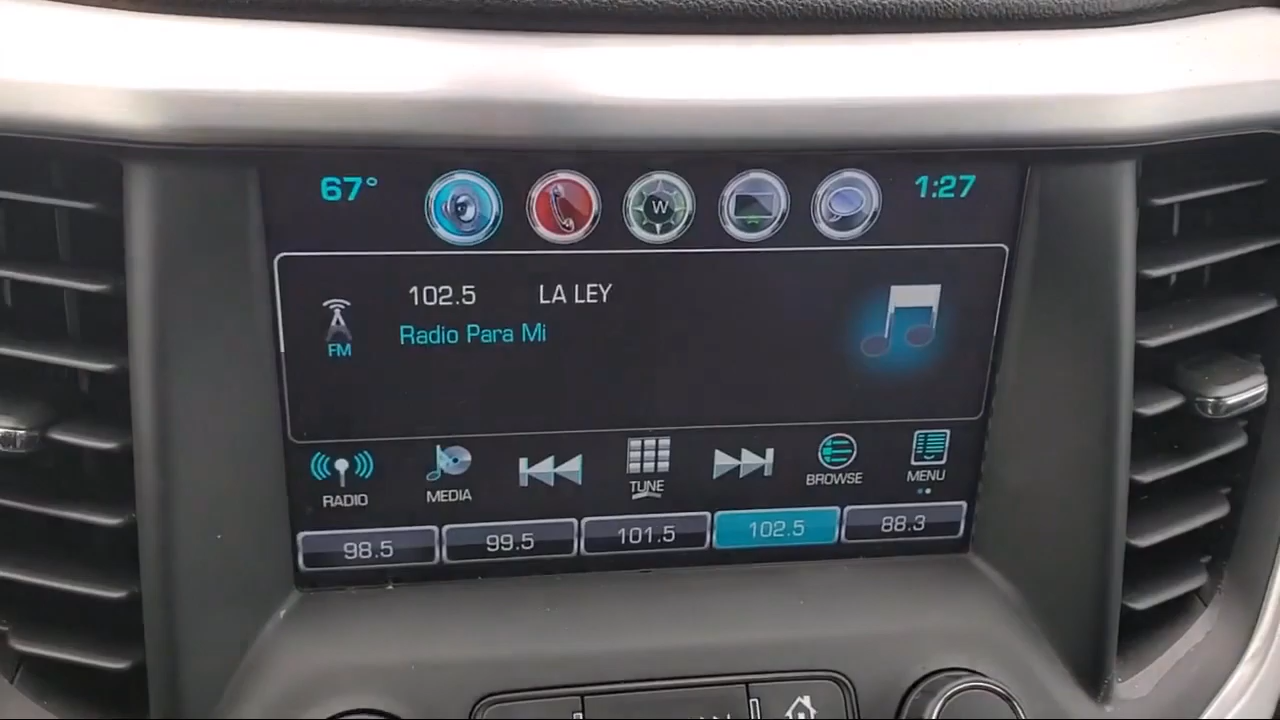 67° W 1:27
102.5 LA LEY
Radio Para Mi
FM
RADIO MEDIA TUNE BROWSE MENU
98.5 99.5 101.5 102.5 88.3